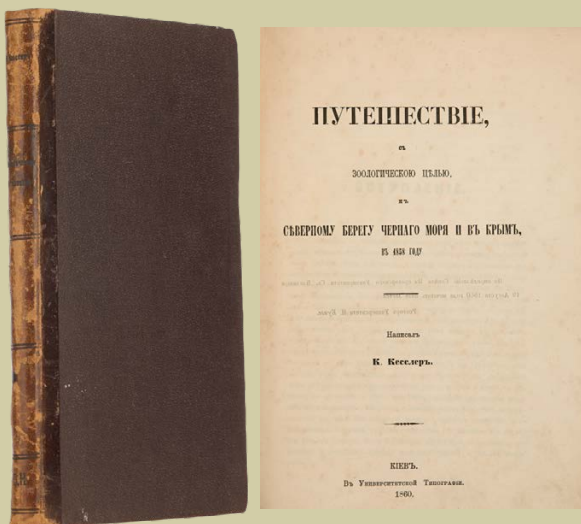 ПУТЕШЕСТВІЕ,
съ
ЗООЛОГИЧЕСКОЮ ЦѢЛЬЮ,
къ
СѢВЕРНОМУ БЕРЕГУ ЧЕРНАГО МОРЯ И ВЪ КРЫМЪ,
ВЪ 1858 ГОДУ
Написалъ
К. Кесслеръ.
КІЕВЪ.
Въ Университетской Типографіи.
1860.